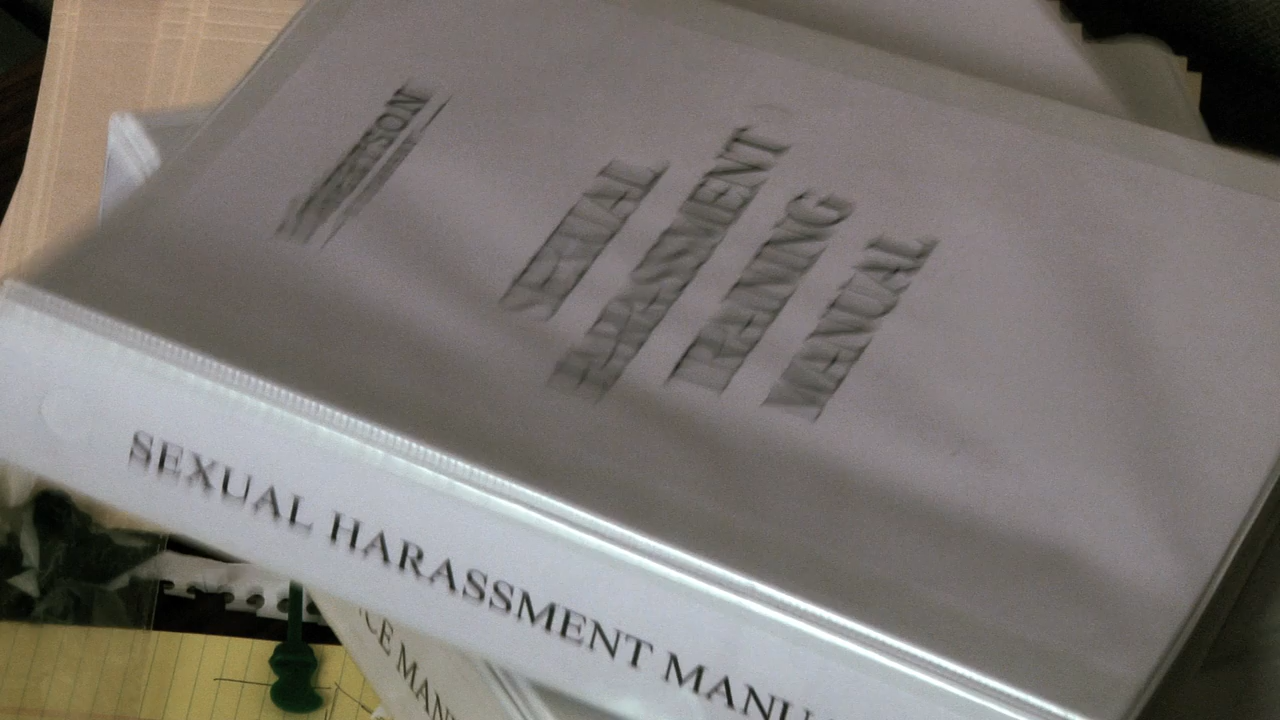 SEXUAL
HARASSMENT
TRAINING
MANUAL
SEXUAL HARASSMENT